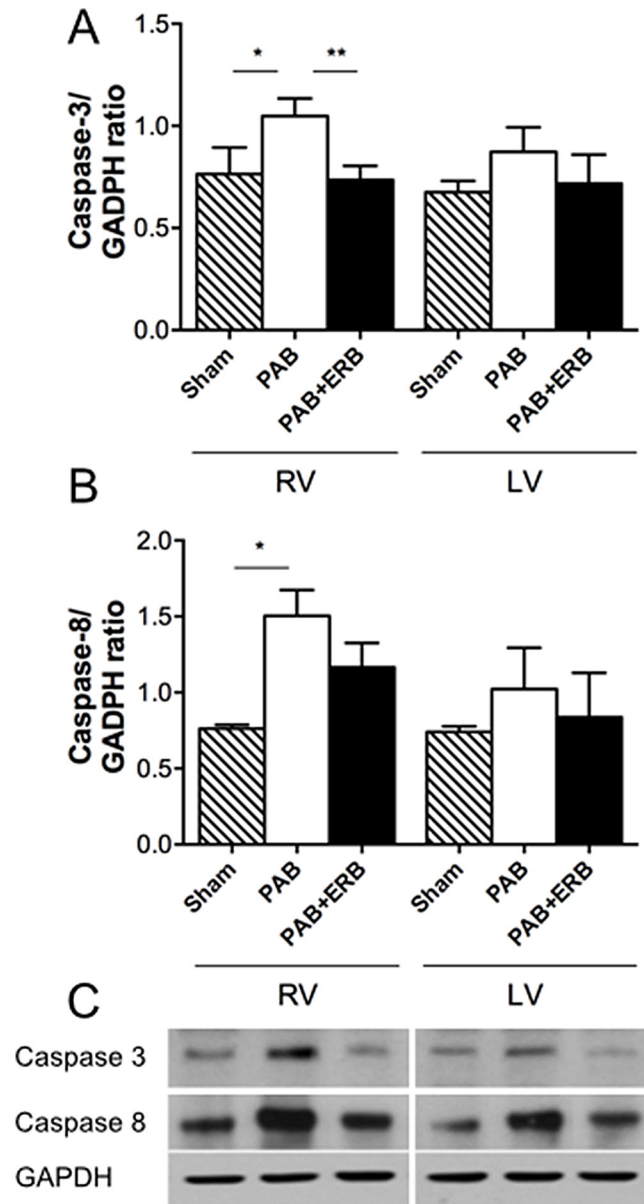 A
Caspase-3/
GADPH ratio
1.5
1.0
0.5
0.0
*
**
Sham
PAB
PAB+ERB
Sham
PAB
PAB+ERB
RV
LV
B
Caspase-8/
GADPH ratio
2.0
1.5
1.0
0.5
0.0
*
Sham
PAB
PAB+ERB
Sham
PAB
PAB+ERB
RV
LV
C
Caspase 3
Caspase 8
GAPDH